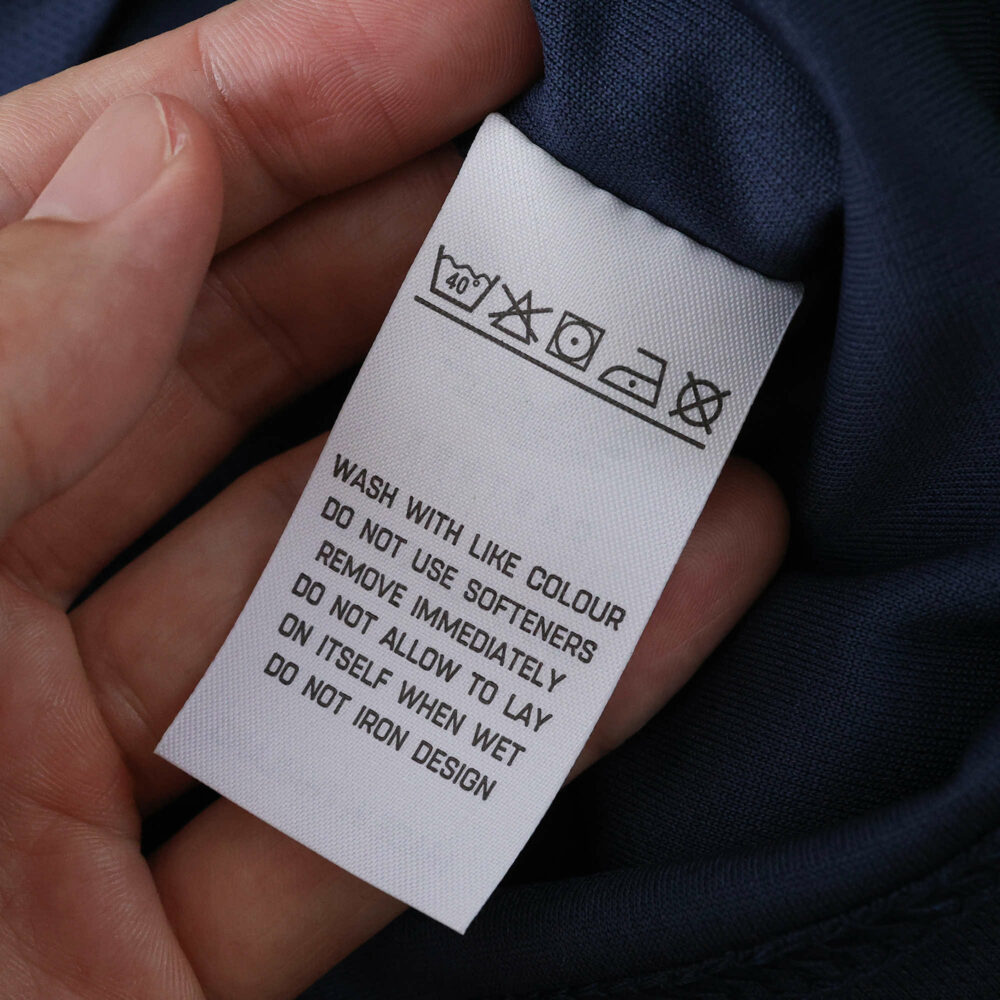 40°
WASH WITH LIKE COLOUR
DO NOT USE SOFTENERS
REMOVE IMMEDIATELY
DO NOT ALLOW TO LAY
ON ITSELF WHEN WET
DO NOT IRON DESIGN